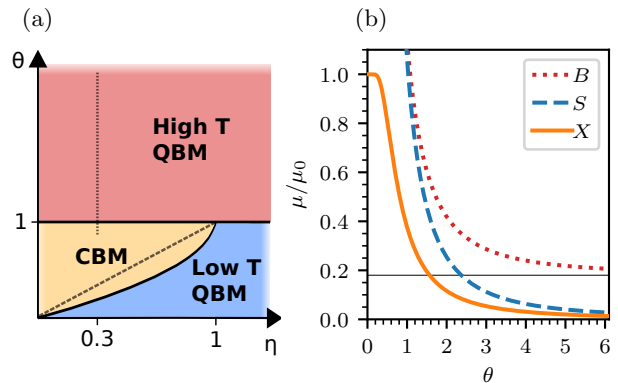 (a)
θ
High T
QBM
1
CBM
Low T
QBM
0.3
1
η
(b)
B
S
X
μ/μ₀
1.0
0.8
0.6
0.4
0.2
0.0
0
1
2
3
4
5
6
θ